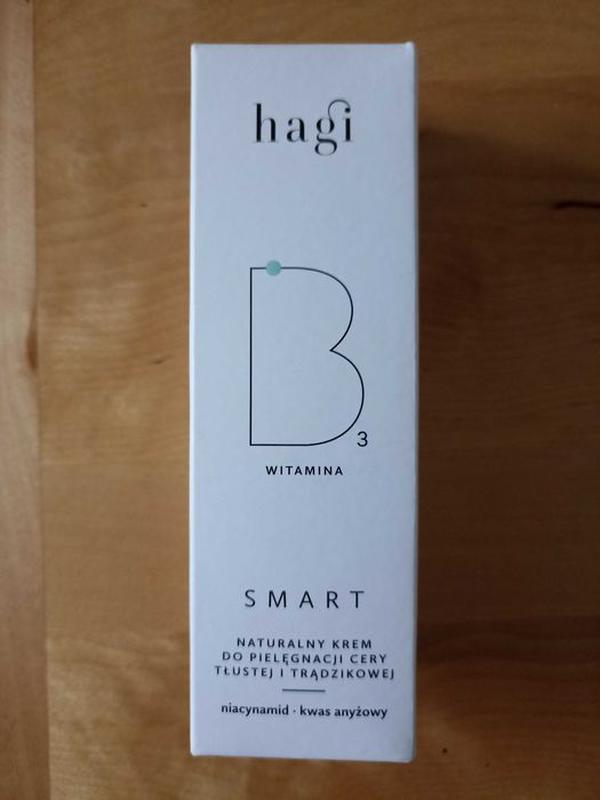 hagi
B
3
WITAMINA
SMART
NATURALNY KREM
DO PIELĘGNACJI CERY
TŁUSTEJ I TRĄDZIKOWEJ
niacynamid · kwas anyżowy